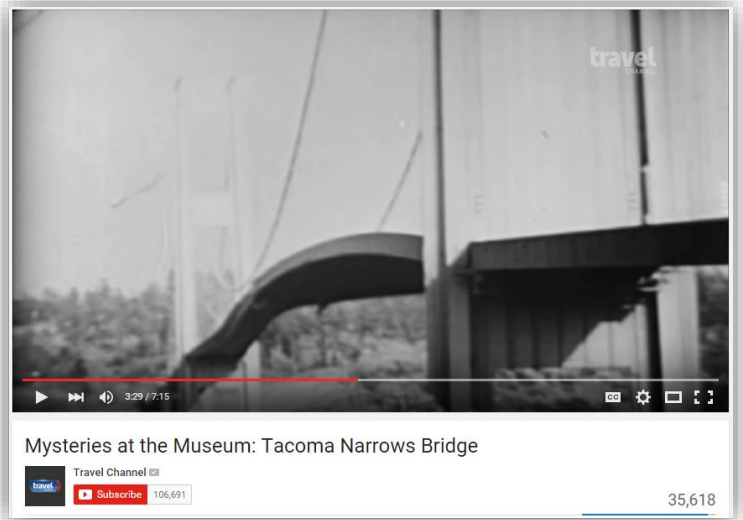 travel
CHANNEL
3:29 / 7:15
CC
Mysteries at the Museum: Tacoma Narrows Bridge
Travel Channel
travel
Subscribe 106,691
35,618